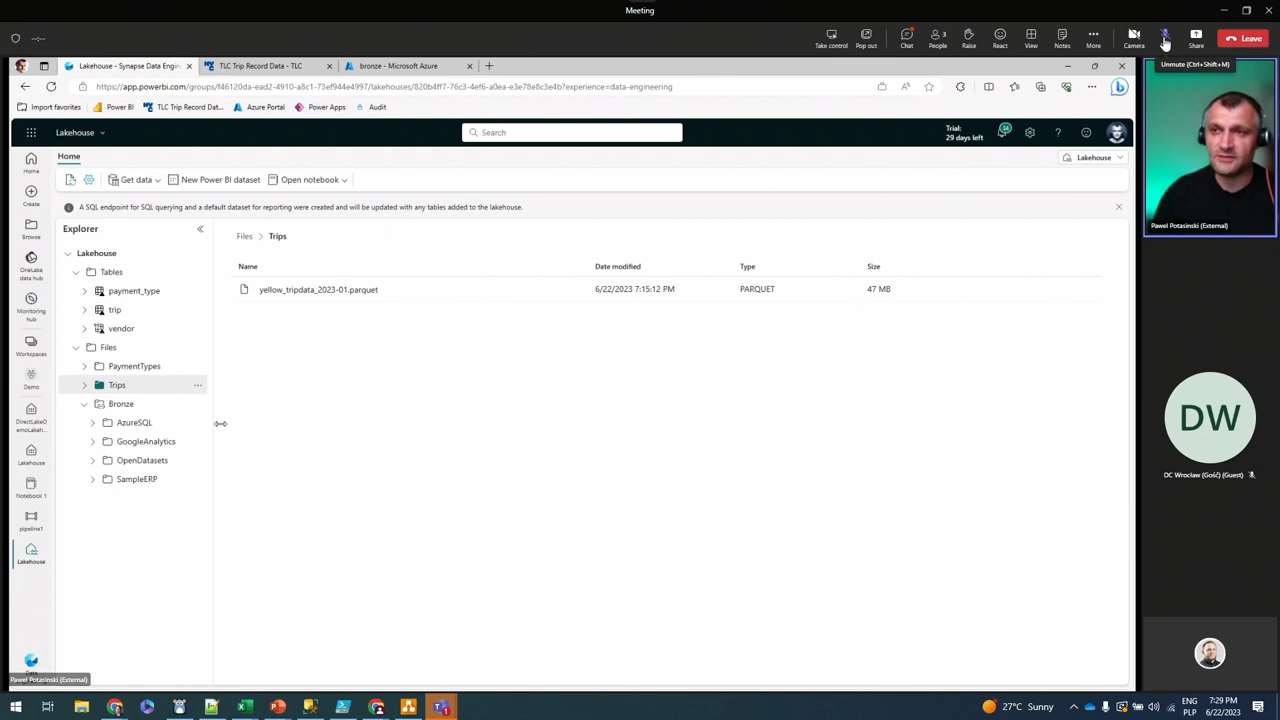 Meeting
--:--
Take control
Pop out
Chat
3
People
Raise
React
View
Notes
More
Camera
Share
Leave
Unmute (Ctrl+Shift+M)
Lakehouse - Synapse Data Engin
TLC Trip Record Data - TLC
bronze - Microsoft Azure
https://app.powerbi.com/groups/f46120da-ead2-4910-a8c1-73ef944e4997/lakehouses/820b4ff7-76c3-4ef6-a0ea-e3e78e8c3e4b?experience=data-engineering
Import favorites
Power BI
TLC Trip Record Dat...
Azure Portal
Power Apps
Audit
Lakehouse
Search
Trial:
29 days left
34
Home
Lakehouse
Get data
New Power BI dataset
Open notebook
A SQL endpoint for SQL querying and a default dataset for reporting were created and will be updated with any tables added to the lakehouse.
Home
Create
Browse
OneLake
data hub
Monitoring
hub
Workspaces
Demo
DirectLakeD
emoLakeh...
Lakehouse
Notebook 1
pipeline1
Lakehouse
Explorer
Lakehouse
Tables
payment_type
trip
vendor
Files
PaymentTypes
Trips
Bronze
AzureSQL
GoogleAnalytics
OpenDatasets
SampleERP
Files > Trips
Name Date modified Type Size
yellow_tripdata_2023-01.parquet 6/22/2023 7:15:12 PM PARQUET 47 MB
Pawel Potasinski (External)
DW
DC Wrocław (Gość) (Guest)
Pawel Potasinski (External)
27°C Sunny
ENG
PLP
7:29 PM
6/22/2023